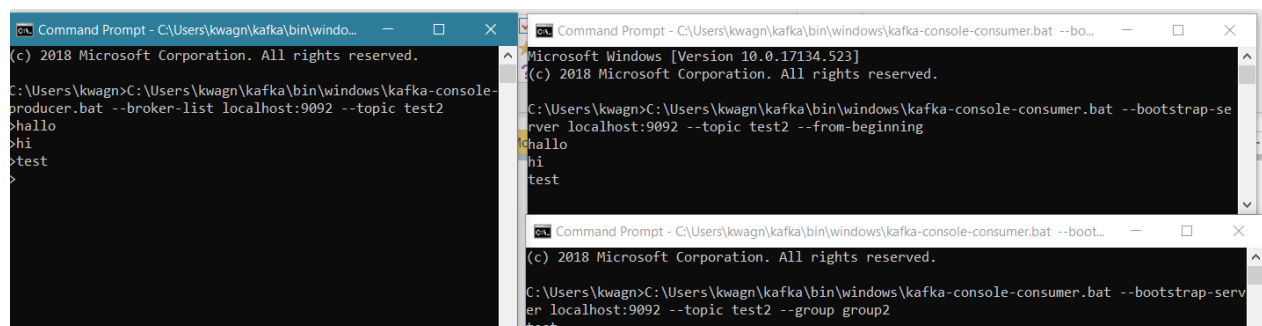 Command Prompt - C:\Users\kwagn\kafka\bin\windo...
(c) 2018 Microsoft Corporation. All rights reserved.
C:\Users\kwagn>C:\Users\kwagn\kafka\bin\windows\kafka-console-
producer.bat --broker-list localhost:9092 --topic test2
>hallo
>hi
>test
>
Command Prompt - C:\Users\kwagn\kafka\bin\windows\kafka-console-consumer.bat --bo...
Microsoft Windows [Version 10.0.17134.523]
(c) 2018 Microsoft Corporation. All rights reserved.
C:\Users\kwagn>C:\Users\kwagn\kafka\bin\windows\kafka-console-consumer.bat --bootstrap-se
rver localhost:9092 --topic test2 --from-beginning
hallo
hi
test
Command Prompt - C:\Users\kwagn\kafka\bin\windows\kafka-console-consumer.bat --boot...
(c) 2018 Microsoft Corporation. All rights reserved.
C:\Users\kwagn>C:\Users\kwagn\kafka\bin\windows\kafka-console-consumer.bat --bootstrap-serv
er localhost:9092 --topic test2 --group group2